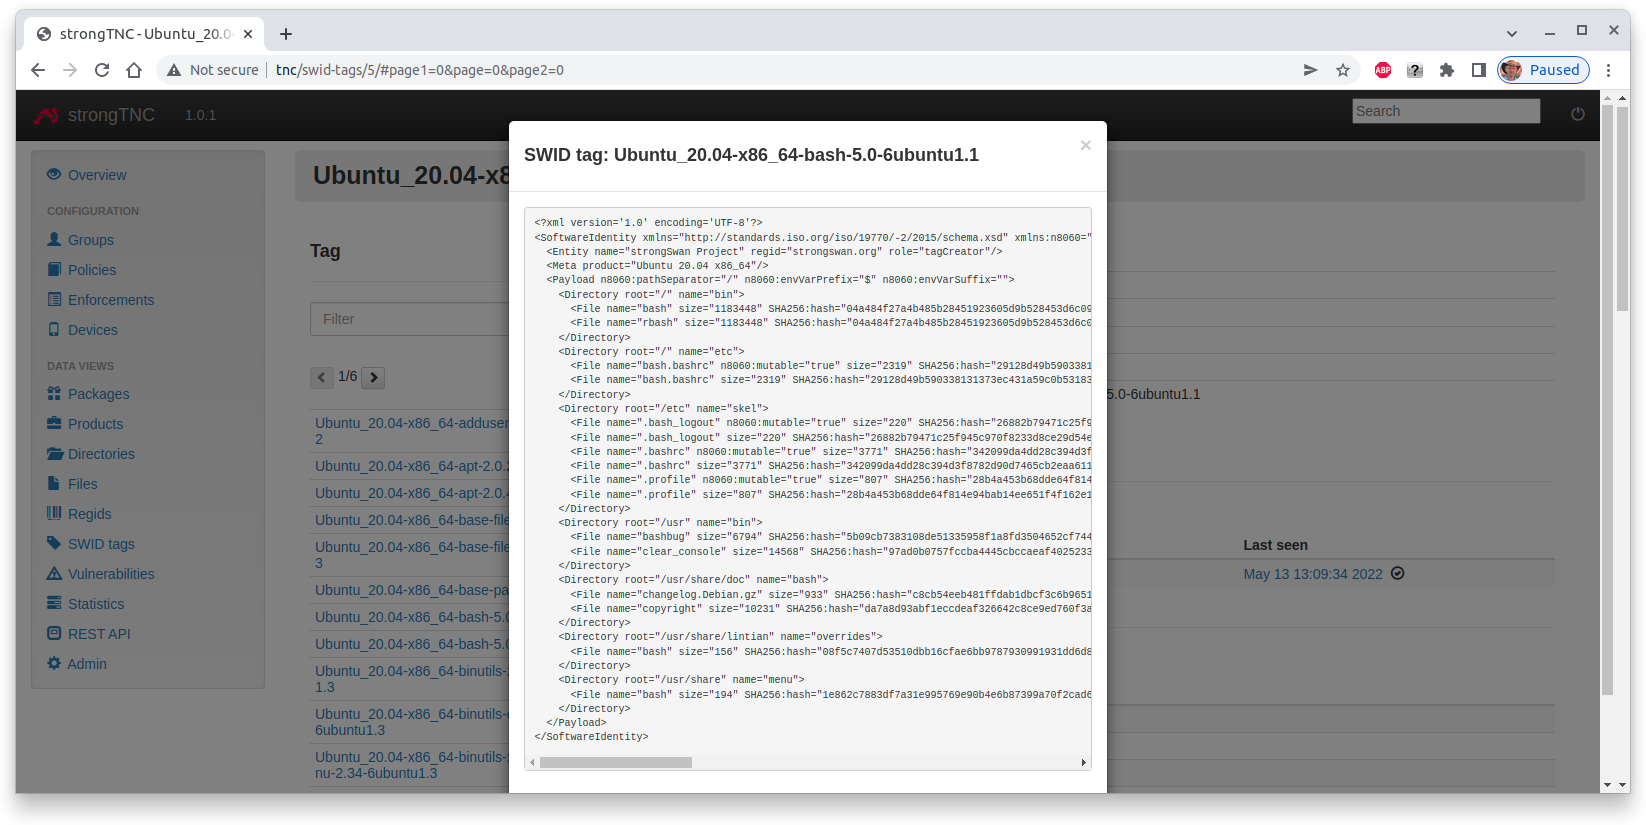 strongTNC - Ubuntu_20.0
Not secure
tnc/swid-tags/5/#page1=0&page=0&page2=0
ABP
Paused
strongTNC
1.0.1
Search
Overview
CONFIGURATION
Groups
Policies
Enforcements
Devices
DATA VIEWS
Packages
Products
Directories
Files
Regids
SWID tags
Vulnerabilities
Statistics
REST API
Admin
Ubuntu_20.04-x8
Tag
Filter
1/6
Ubuntu_20.04-x86_64-adduser
2
Ubuntu_20.04-x86_64-apt-2.0.
Ubuntu_20.04-x86_64-apt-2.0.
Ubuntu_20.04-x86_64-base-file
Ubuntu_20.04-x86_64-base-file
3
Ubuntu_20.04-x86_64-base-pa
Ubuntu_20.04-x86_64-bash-5.0
Ubuntu_20.04-x86_64-bash-5.0
Ubuntu_20.04-x86_64-binutils-
1.3
Ubuntu_20.04-x86_64-binutils-
6ubuntu1.3
Ubuntu_20.04-x86_64-binutils-
nu-2.34-6ubuntu1.3
SWID tag: Ubuntu_20.04-x86_64-bash-5.0-6ubuntu1.1
<?xml version='1.0' encoding='UTF-8'?>
<SoftwareIdentity xmlns="http://standards.iso.org/iso/19770/-2/2015/schema.xsd" xmlns:n8060="
<Entity name="strongSwan Project" regid="strongswan.org" role="tagCreator"/>
<Meta product="Ubuntu 20.04 x86_64"/>
<Payload n8060:pathSeparator="/" n8060:envVarPrefix="$" n8060:envVarSuffix="">
<Directory root="/" name="bin">
<File name="bash" size="1183448" SHA256:hash="04a484f27a4b485b28451923605d9b528453d6c09
<File name="rbash" size="1183448" SHA256:hash="04a484f27a4b485b28451923605d9b528453d6c0
</Directory>
<Directory root="/" name="etc">
<File name="bash.bashrc" n8060:mutable="true" size="2319" SHA256:hash="29128d49b5903381
<File name="bash.bashrc" size="2319" SHA256:hash="29128d49b590338131373ec431a59c0b53183
</Directory>
<Directory root="/etc" name="skel">
<File name=".bash_logout" n8060:mutable="true" size="220" SHA256:hash="26882b79471c25f9
<File name=".bash_logout" size="220" SHA256:hash="26882b79471c25f945c970f8233d8ce29d54e
<File name=".bashrc" n8060:mutable="true" size="3771" SHA256:hash="342099da4dd28c394d3f
<File name=".bashrc" size="3771" SHA256:hash="342099da4dd28c394d3f8782d90d7465cb2eaa611
<File name=".profile" n8060:mutable="true" size="807" SHA256:hash="28b4a453b68dde64f814
<File name=".profile" size="807" SHA256:hash="28b4a453b68dde64f814e94bab14ee651f4f162e1
</Directory>
<Directory root="/usr" name="bin">
<File name="bashbug" size="6794" SHA256:hash="5b09cb7383108de51335958f1a8fd3504652cf744
<File name="clear_console" size="14568" SHA256:hash="97ad0b0757fccba4445cbccaeaf4025233
</Directory>
<Directory root="/usr/share/doc" name="bash">
<File name="changelog.Debian.gz" size="933" SHA256:hash="c8cb54eeb481ffdab1dbcf3c6b9651
<File name="copyright" size="10231" SHA256:hash="da7a8d93abf1eccdeaf326642c8ce9ed760f3a
</Directory>
<Directory root="/usr/share/lintian" name="overrides">
<File name="bash" size="156" SHA256:hash="08f5c7407d53510dbb16cfae6bb9787930991931dd6d8
</Directory>
<Directory root="/usr/share" name="menu">
<File name="bash" size="194" SHA256:hash="1e862c7883df7a31e995769e90b4e6b87399a70f2cad6
</Directory>
</Payload>
</SoftwareIdentity>
5.0-6ubuntu1.1
Last seen
May 13 13:09:34 2022